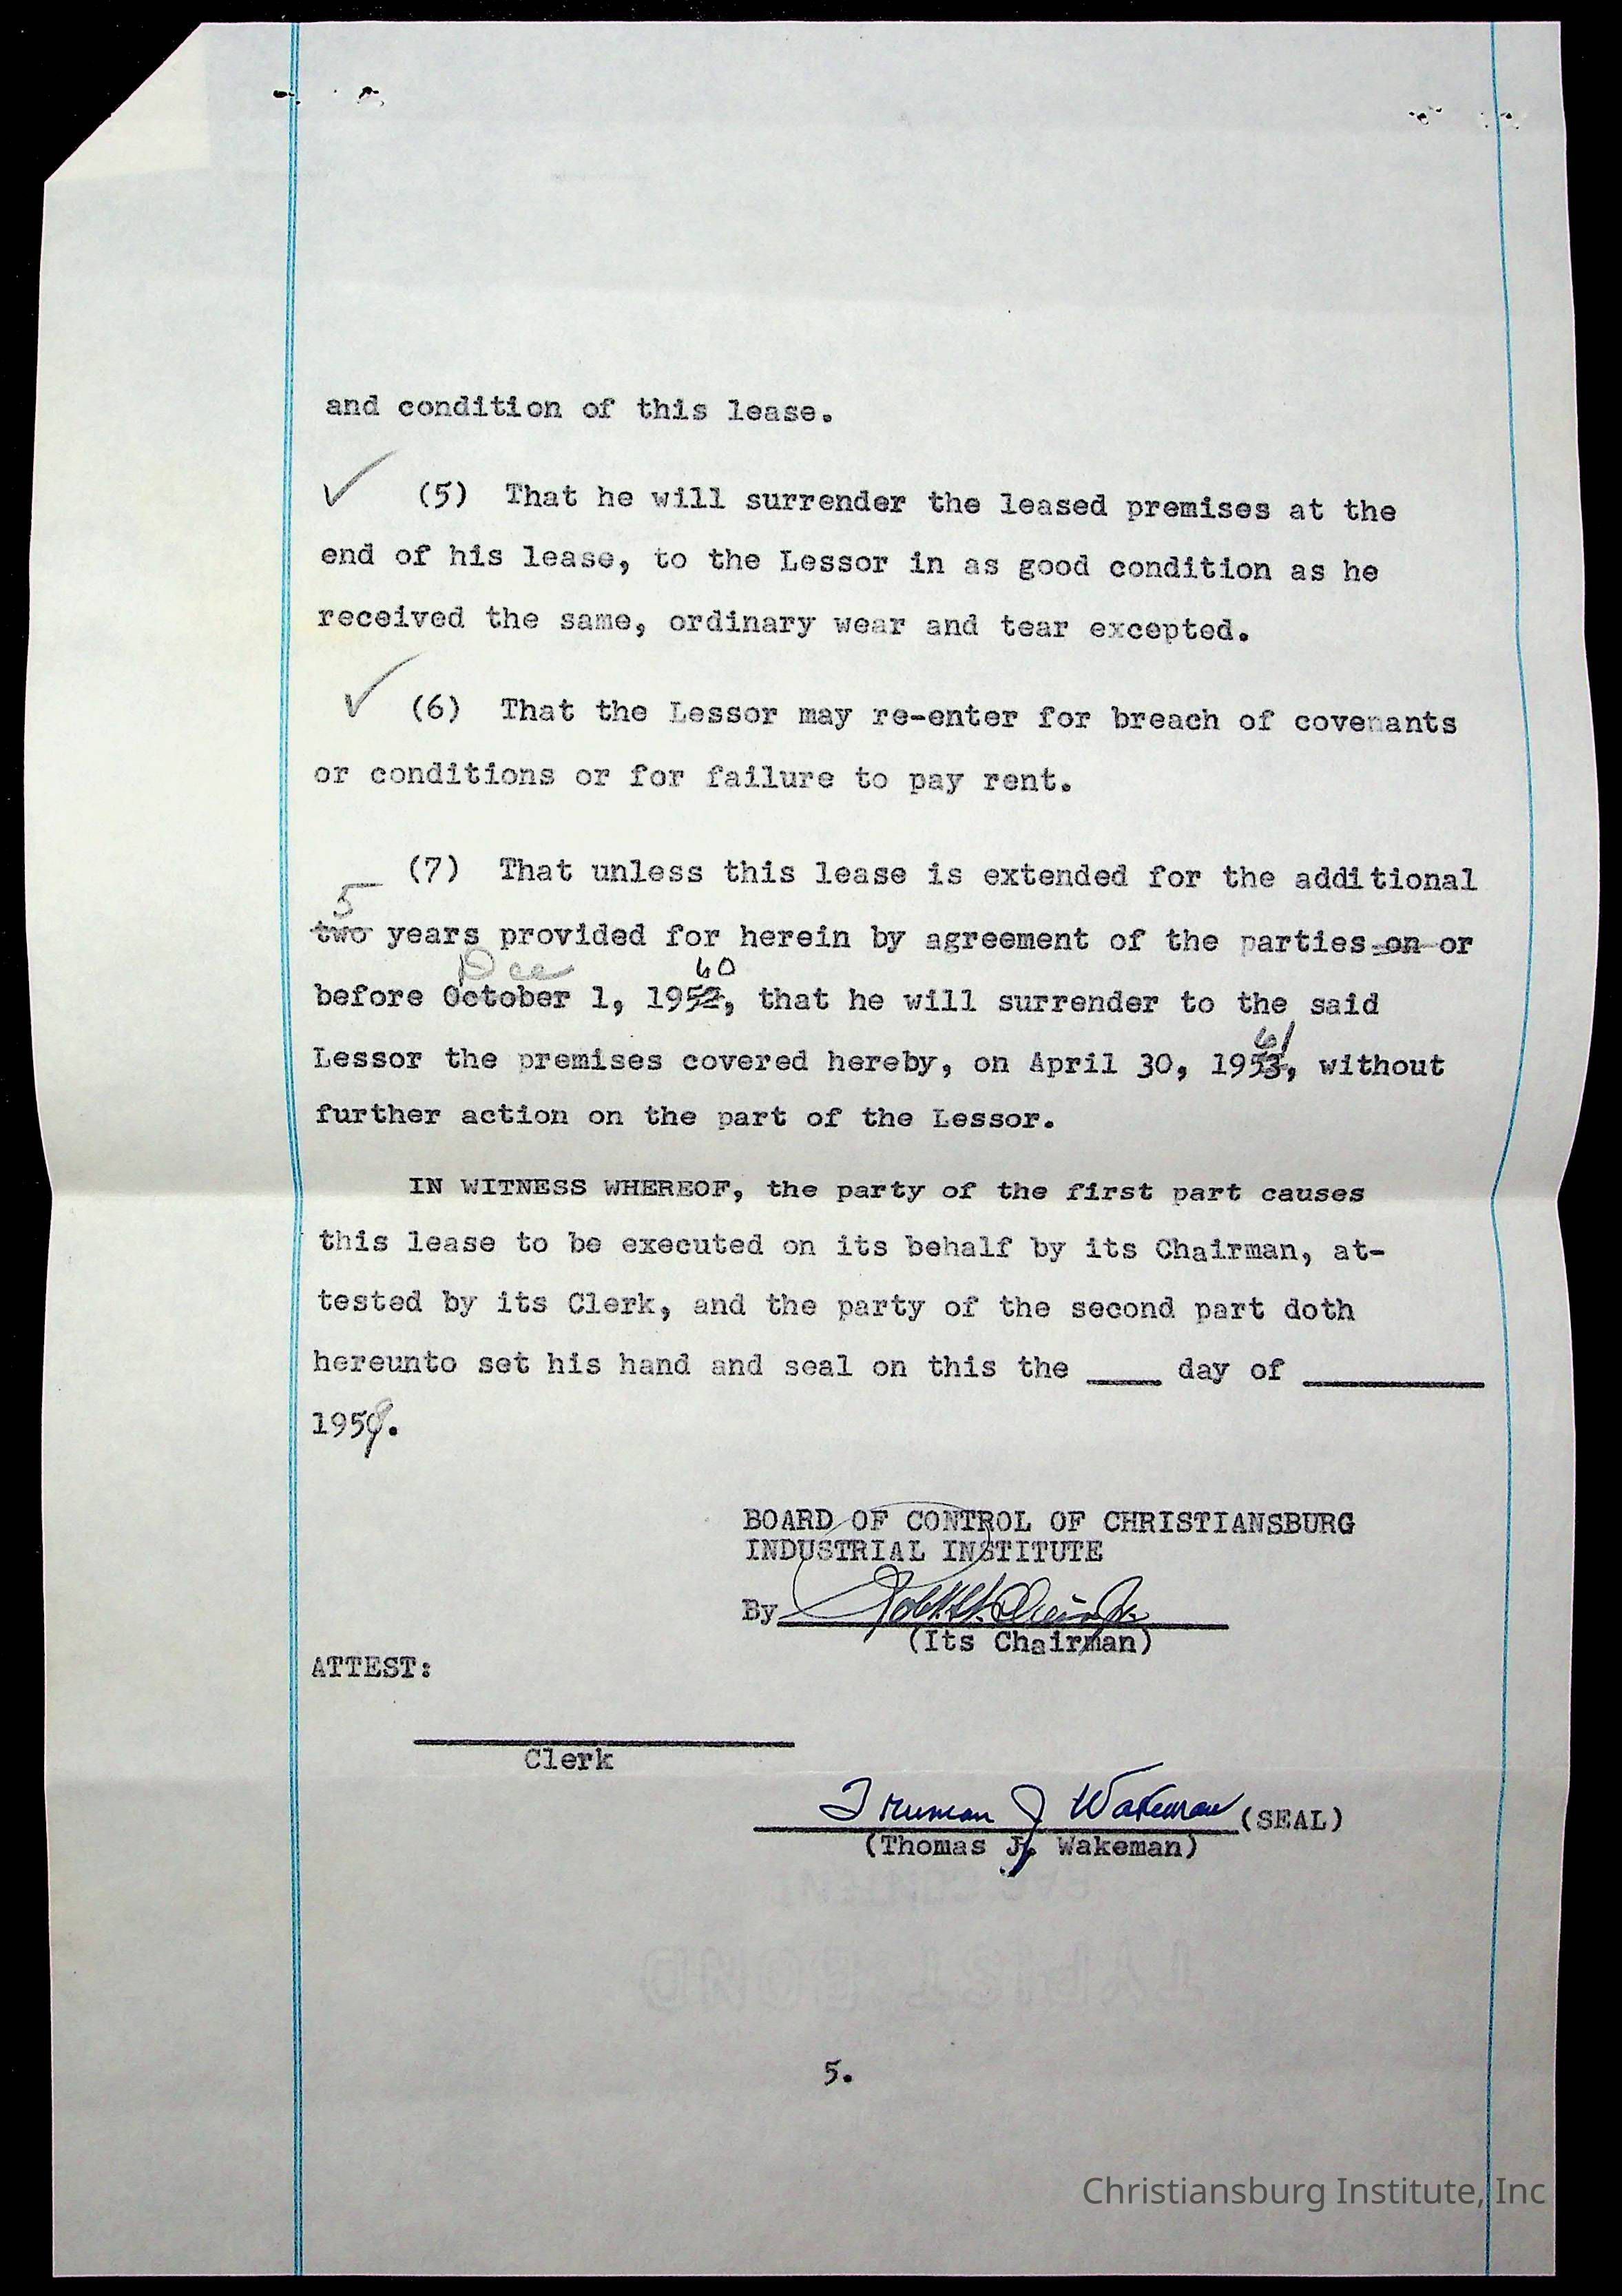 and condition of this lease.
✓ (5) That he will surrender the leased premises at the
end of his lease, to the Lessor in as good condition as he
received the same, ordinary wear and tear excepted.
✓ (6) That the Lessor may re-enter for breach of covenants
or conditions or for failure to pay rent.
(7) That unless this lease is extended for the additional
5
two years provided for herein by agreement of the parties on or
Dec 60
before October 1, 1952, that he will surrender to the said
61
Lessor the premises covered hereby, on April 30, 1953, without
further action on the part of the Lessor.
IN WITNESS WHEREOF, the party of the first part causes
this lease to be executed on its behalf by its Chairman, at-
tested by its Clerk, and the party of the second part doth
hereunto set his hand and seal on this the ____ day of ________
195
BOARD OF CONTROL OF CHRISTIANSBURG
INDUSTRIAL INSTITUTE
By
(Its Chairman)
ATTEST:
Clerk
Truman J Wakeman (SEAL)
(Thomas J. Wakeman)
TYPIST BOND
5.
Christiansburg Institute, Inc